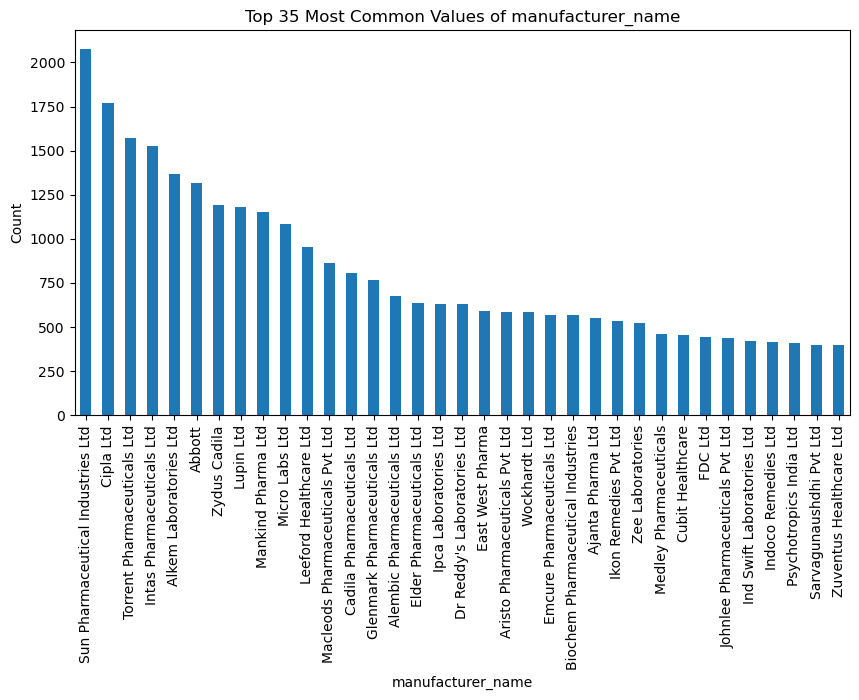 Top 35 Most Common Values of manufacturer_name
Count
2000
1750
1500
1250
1000
750
500
250
0
Sun Pharmaceutical Industries Ltd
Cipla Ltd
Torrent Pharmaceuticals Ltd
Intas Pharmaceuticals Ltd
Alkem Laboratories Ltd
Abbott
Zydus Cadila
Lupin Ltd
Mankind Pharma Ltd
Micro Labs Ltd
Leeford Healthcare Ltd
Macleods Pharmaceuticals Pvt Ltd
Cadila Pharmaceuticals Ltd
Glenmark Pharmaceuticals Ltd
Alembic Pharmaceuticals Ltd
Elder Pharmaceuticals Ltd
Ipca Laboratories Ltd
Dr Reddy's Laboratories Ltd
East West Pharma
Aristo Pharmaceuticals Pvt Ltd
Wockhardt Ltd
Emcure Pharmaceuticals Ltd
Biochem Pharmaceutical Industries
Ajanta Pharma Ltd
Ikon Remedies Pvt Ltd
Zee Laboratories
Medley Pharmaceuticals
Cubit Healthcare
FDC Ltd
Johnlee Pharmaceuticals Pvt Ltd
Ind Swift Laboratories Ltd
Indoco Remedies Ltd
Psychotropics India Ltd
Sarvagunaushdhi Pvt Ltd
Zuventus Healthcare Ltd
manufacturer_name